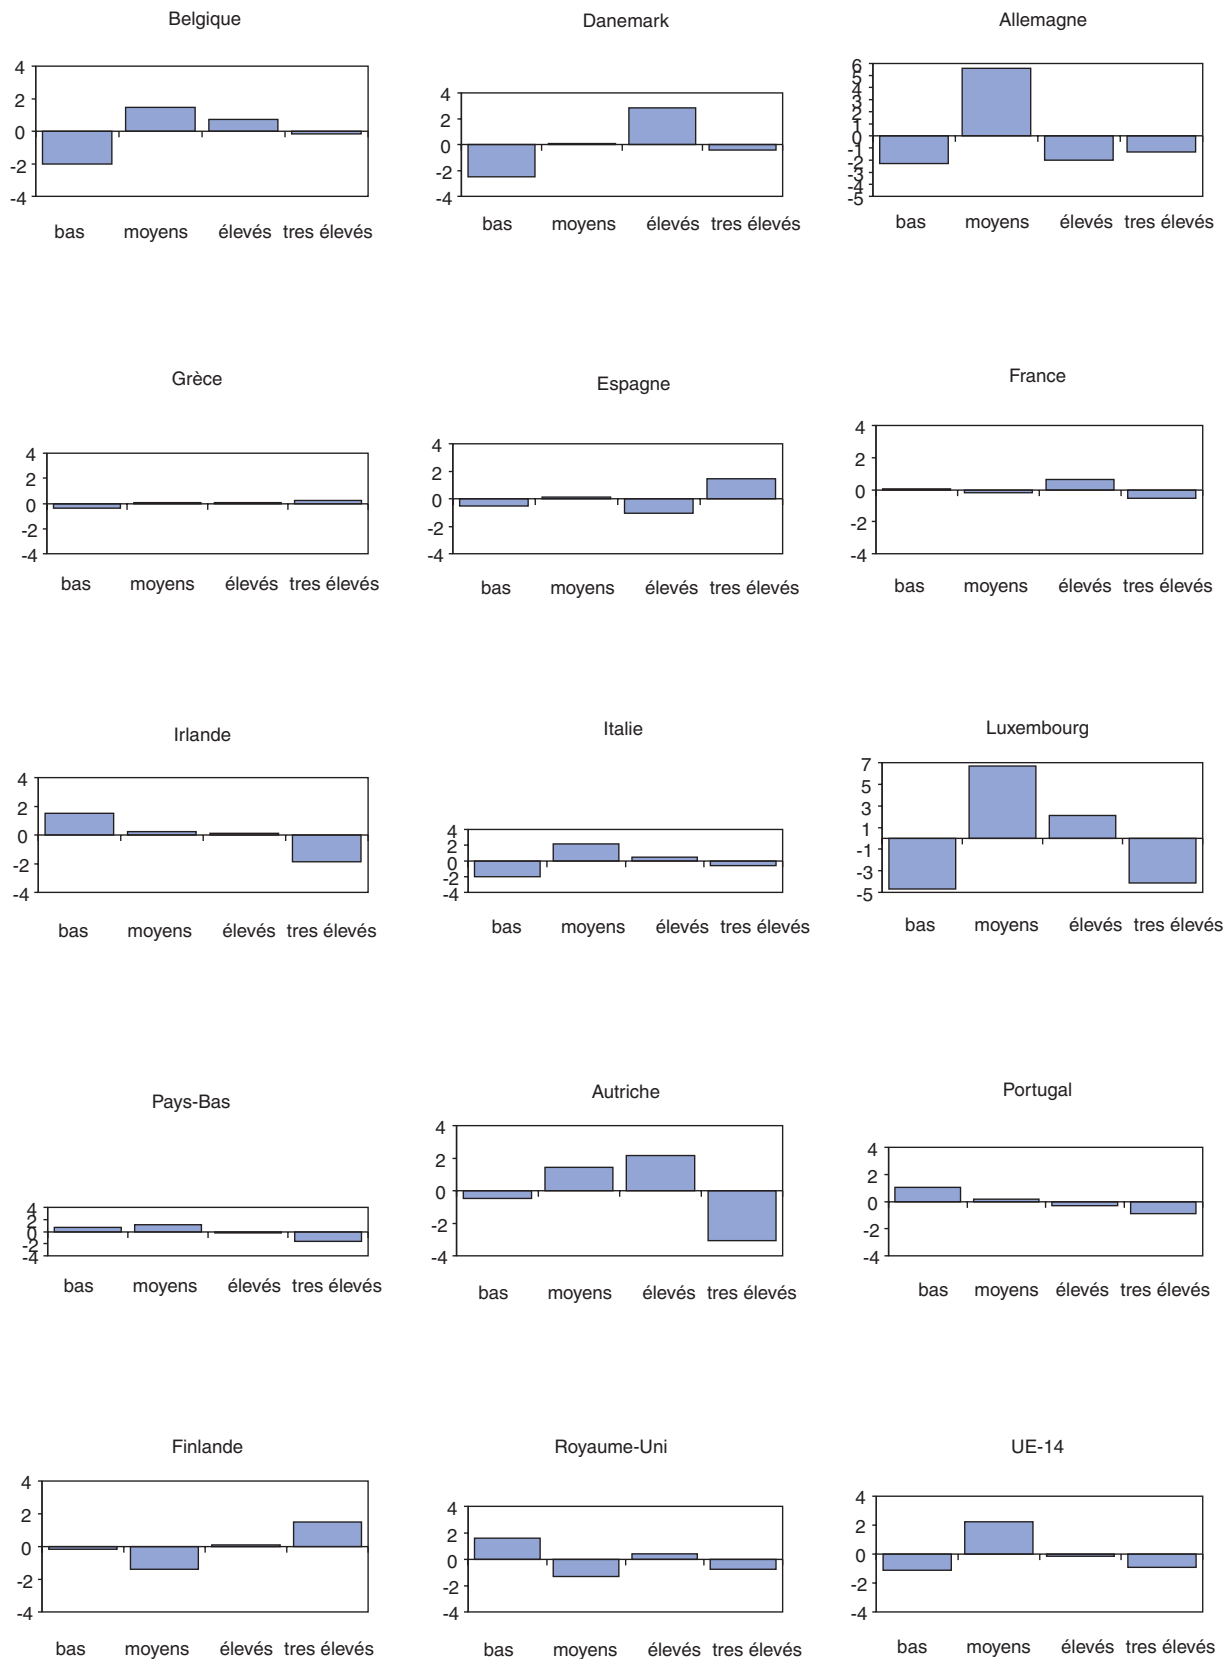 Belgique
4
2
0
-2
-4
bas moyens élevés tres élevés
Danemark
4
2
0
-2
-4
bas moyens élevés tres élevés
Allemagne
6
5
4
3
2
1
0
-1
-2
-3
-4
-5
bas moyens élevés tres élevés
Grèce
4
2
0
-2
-4
bas moyens élevés tres élevés
Espagne
4
2
0
-2
-4
bas moyens élevés tres élevés
France
4
2
0
-2
-4
bas moyens élevés tres élevés
Irlande
4
2
0
-2
-4
bas moyens élevés tres élevés
Italie
4
2
0
-2
-4
bas moyens élevés tres élevés
Luxembourg
7
5
3
1
-1
-3
-5
bas moyens élevés tres élevés
Pays-Bas
4
2
0
-2
-4
bas moyens élevés tres élevés
Autriche
4
2
0
-2
-4
bas moyens élevés tres élevés
Portugal
4
2
0
-2
-4
bas moyens élevés tres élevés
Finlande
4
2
0
-2
-4
bas moyens élevés tres élevés
Royaume-Uni
4
2
0
-2
-4
bas moyens élevés tres élevés
UE-14
4
2
0
-2
-4
bas moyens élevés tres élevés